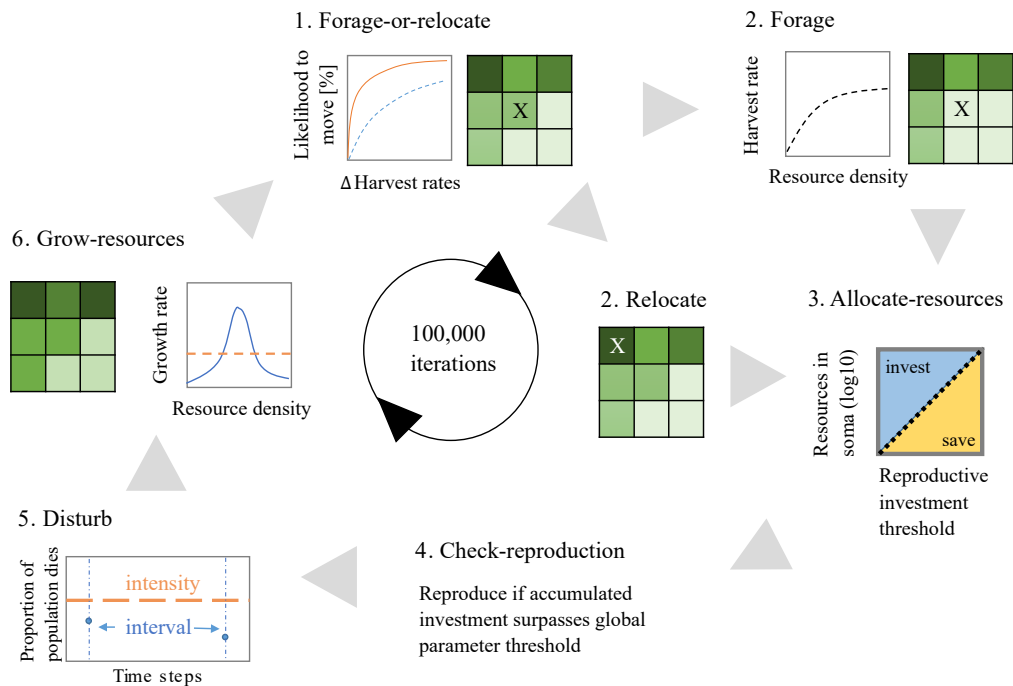 1. Forage-or-relocate
Likelihood to
move [%]
X
Δ Harvest rates
2. Forage
Harvest rate
X
Resource density
6. Grow-resources
Growth rate
Resource density
100,000
iterations
2. Relocate
X
3. Allocate-resources
Resources in
soma (log10)
invest
save
Reproductive
investment
threshold
4. Check-reproduction
Reproduce if accumulated
investment surpasses global
parameter threshold
5. Disturb
Proportion of
population dies
intensity
interval
Time steps